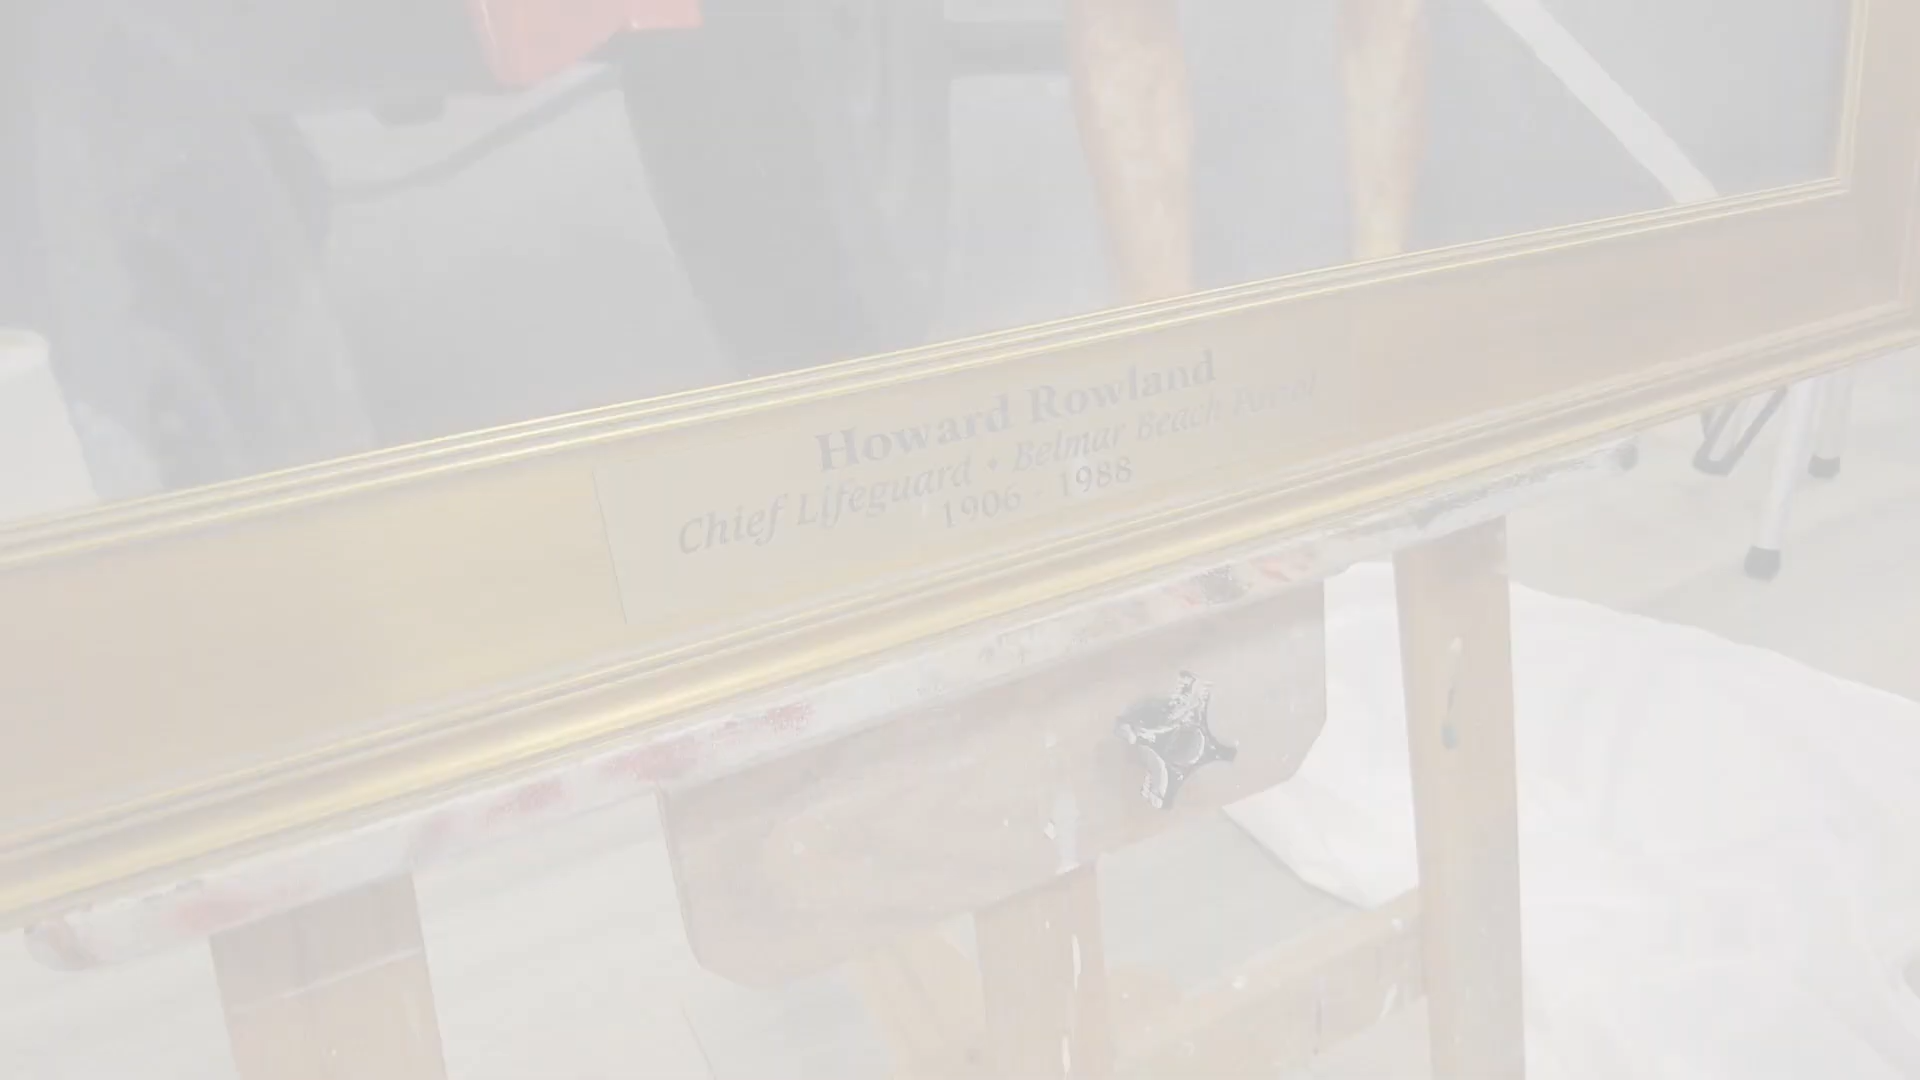 Howard Rowland
Chief Lifeguard • Belmar Beach Patrol
1906 - 1988